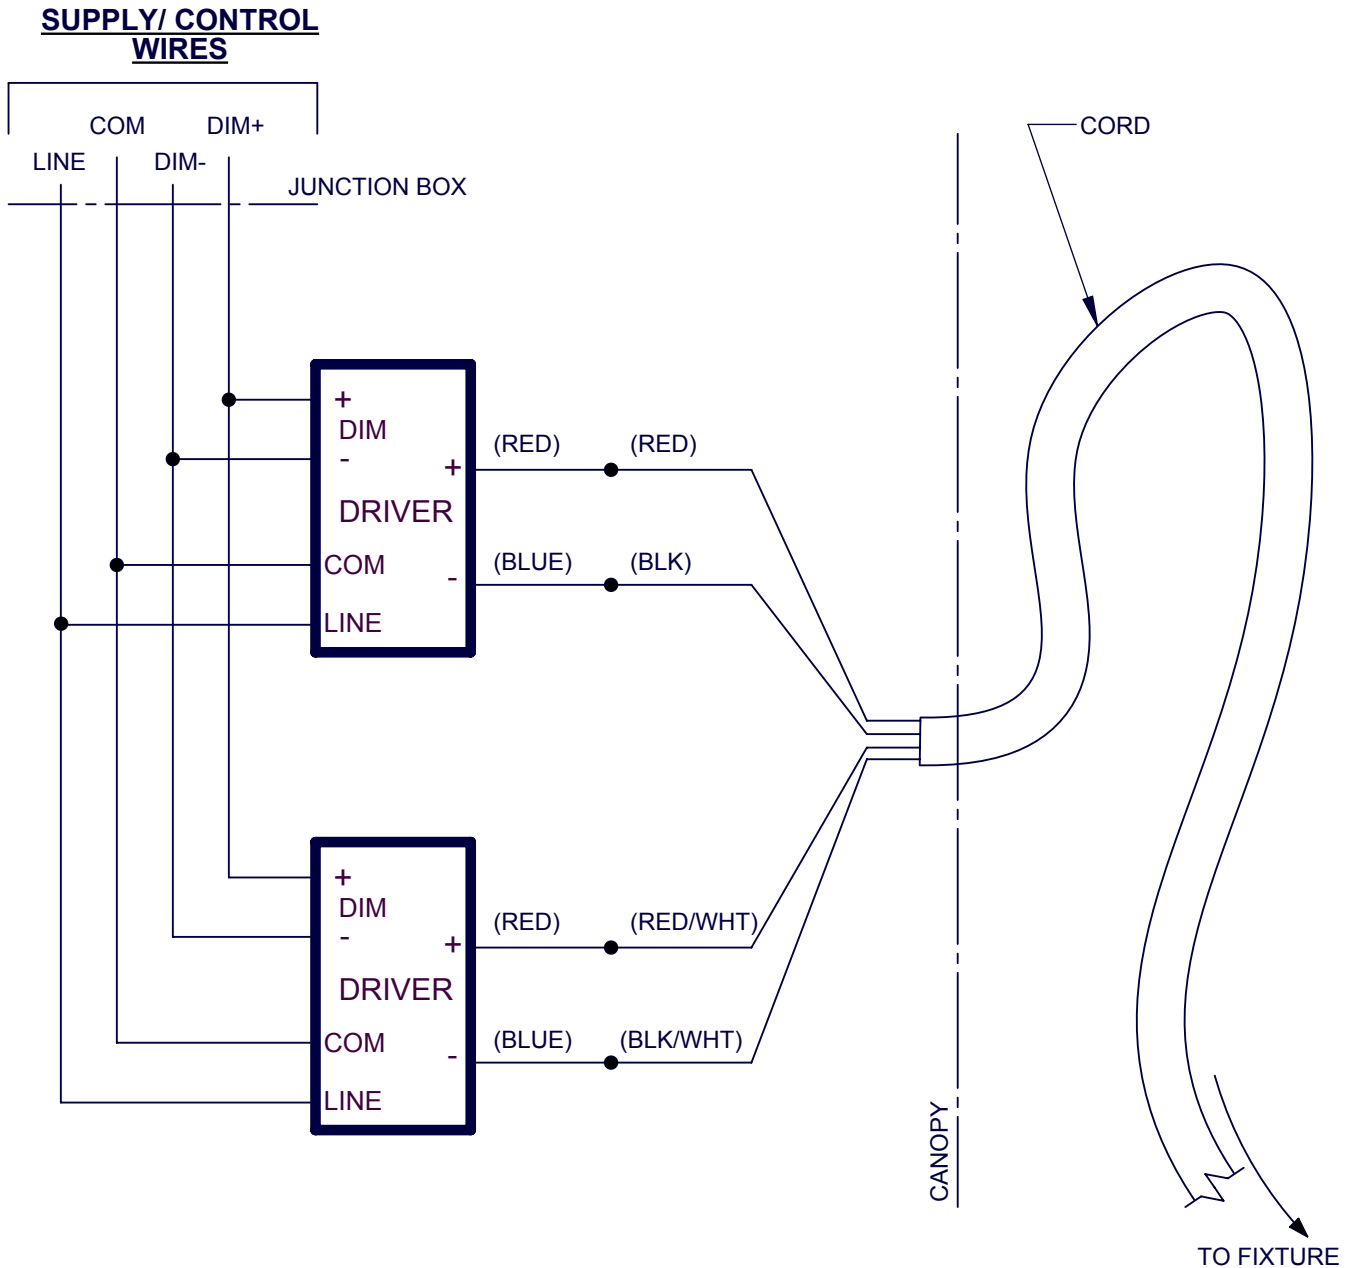 SUPPLY/ CONTROL
WIRES
COM DIM+
LINE DIM-
JUNCTION BOX
CORD
+
DIM
-
+
DRIVER
COM
-
LINE
(RED) (RED)
(BLUE) (BLK)
+
DIM
-
+
DRIVER
COM
-
LINE
(RED) (RED/WHT)
(BLUE) (BLK/WHT)
CANOPY
TO FIXTURE